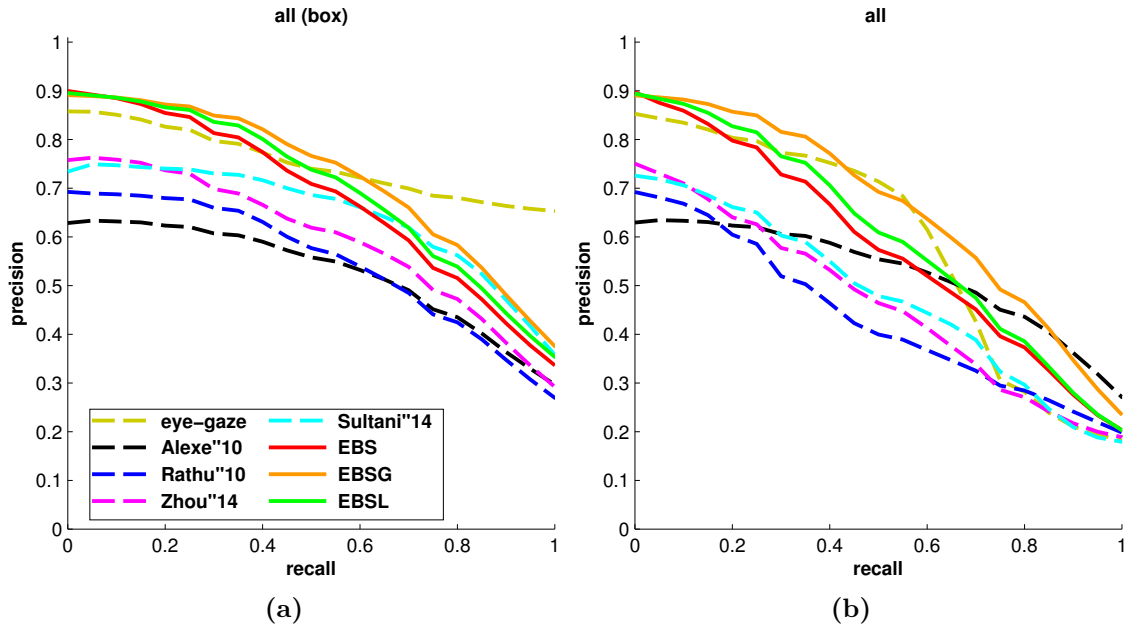 all (box)
1
0.9
0.8
0.7
0.6
0.5
0.4
0.3
0.2
0.1
0
precision
eye-gaze
Alexe"10
Rathu"10
Zhou"14
Sultani"14
EBS
EBSG
EBSL
0 0.2 0.4 0.6 0.8 1
recall
(a)
all
1
0.9
0.8
0.7
0.6
0.5
0.4
0.3
0.2
0.1
0
precision
0 0.2 0.4 0.6 0.8 1
recall
(b)